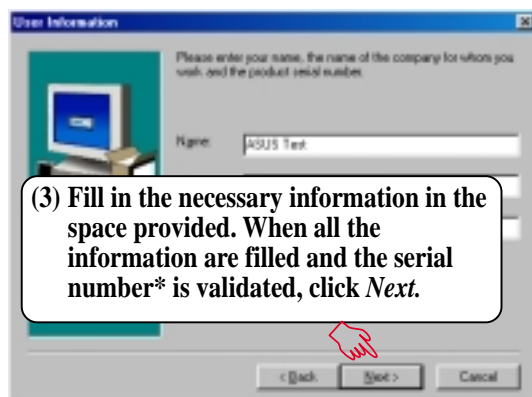 User Information
Please enter your name, the name of the company for whom you
work and the product serial number.
Name:
ASUS Test
(3) Fill in the necessary information in the
space provided. When all the
information are filled and the serial
number* is validated, click Next.
< Back
Next >
Cancel